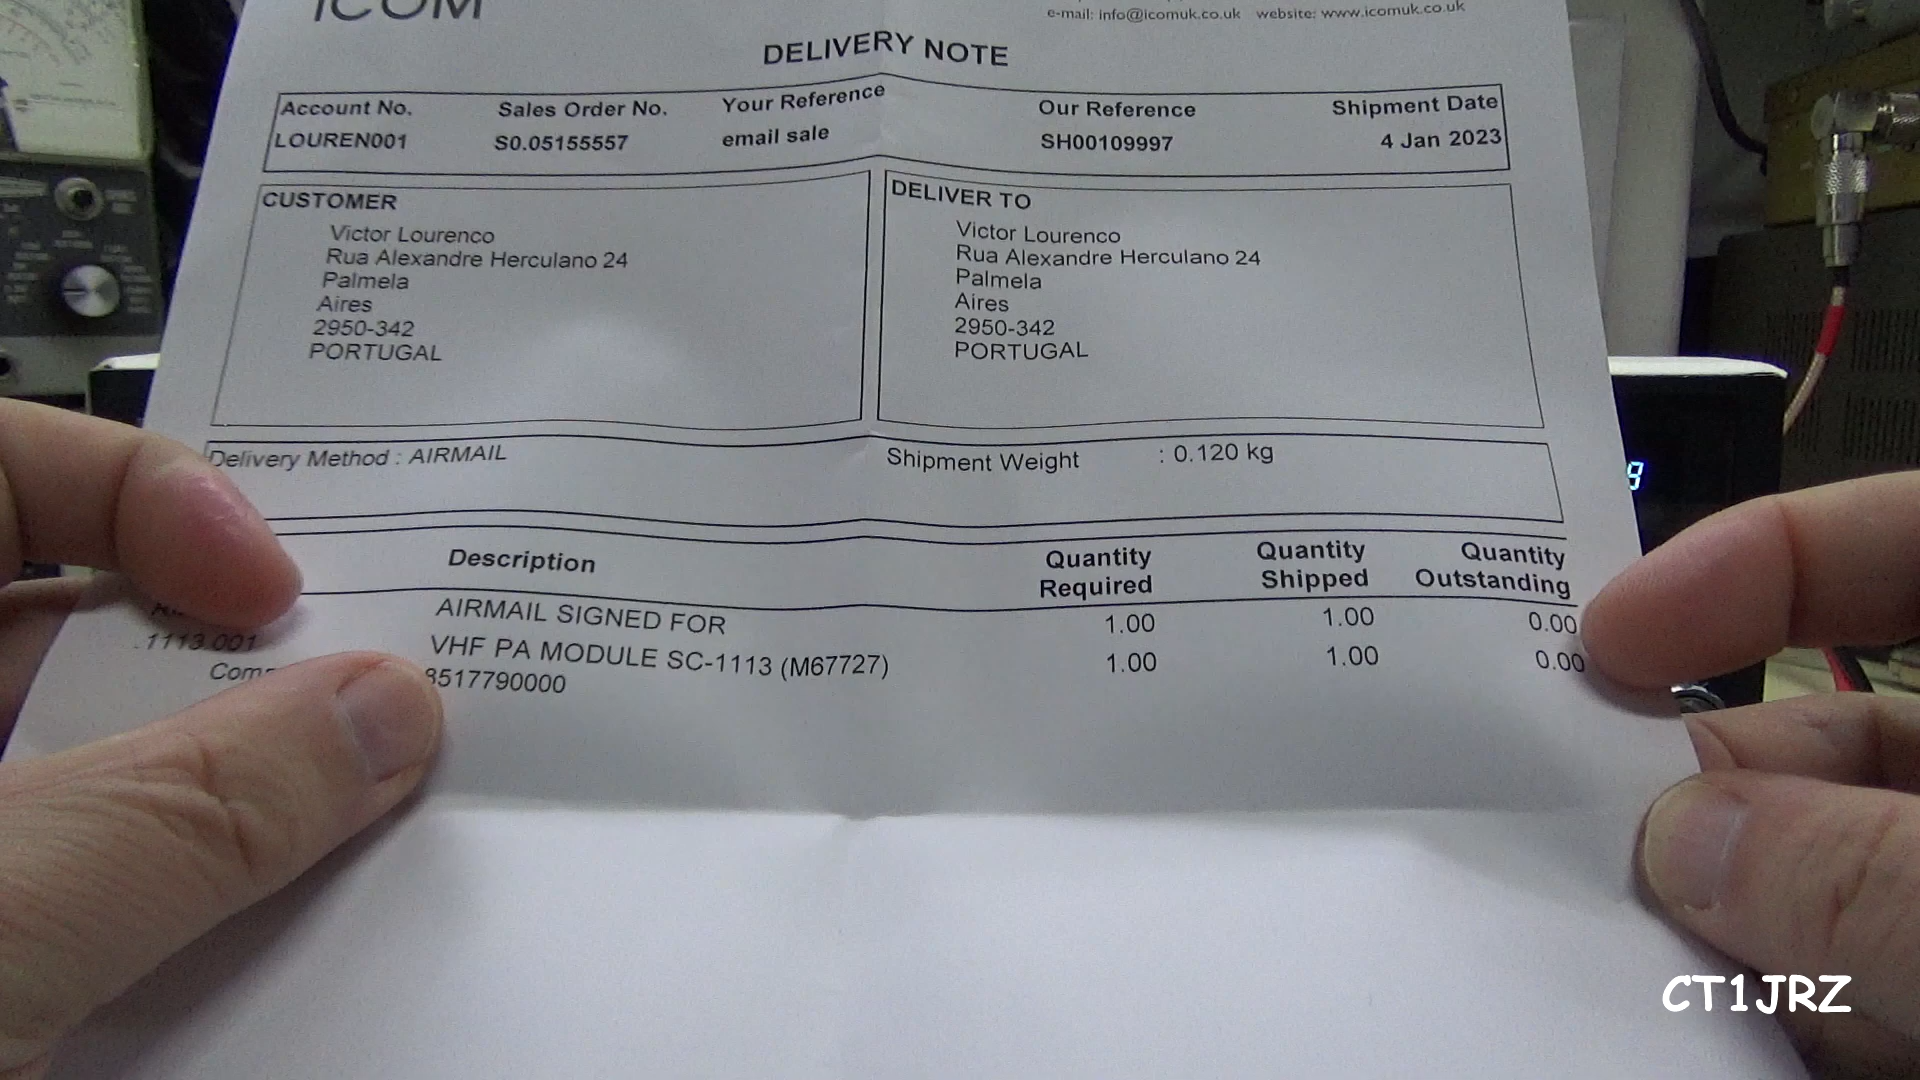 ICOM
e-mail: info@icomuk.co.uk website: www.icomuk.co.uk
DELIVERY NOTE
Account No. Sales Order No. Your Reference Our Reference Shipment Date
LOUREN001 S0.05155557 email sale SH00109997 4 Jan 2023
CUSTOMER
Victor Lourenco
Rua Alexandre Herculano 24
Palmela
Aires
2950-342
PORTUGAL
DELIVER TO
Victor Lourenco
Rua Alexandre Herculano 24
Palmela
Aires
2950-342
PORTUGAL
Delivery Method : AIRMAIL Shipment Weight : 0.120 kg
Description Quantity Required Quantity Shipped Quantity Outstanding
AIRMAIL SIGNED FOR 1.00 1.00 0.00
1113.001 VHF PA MODULE SC-1113 (M67727) 1.00 1.00 0.00
8517790000
CT1JRZ